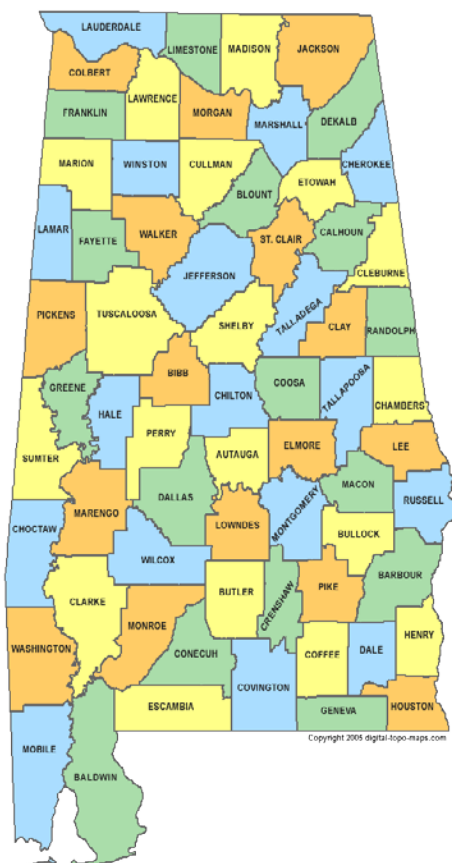 LAUDERDALE
LIMESTONE
MADISON
JACKSON
COLBERT
LAWRENCE
MORGAN
FRANKLIN
MARSHALL
DEKALB
MARION
WINSTON
CULLMAN
CHEROKEE
ETOWAH
BLOUNT
LAMAR
FAYETTE
WALKER
ST. CLAIR
CALHOUN
JEFFERSON
CLEBURNE
TALLADEGA
PICKENS
TUSCALOOSA
SHELBY
CLAY
RANDOLPH
BIBB
GREENE
HALE
CHILTON
COOSA
TALLAPOOSA
CHAMBERS
PERRY
SUMTER
AUTAUGA
ELMORE
LEE
DALLAS
MACON
MARENGO
CHOCTAW
LOWNDES
MONTGOMERY
RUSSELL
BULLOCK
WILCOX
BARBOUR
CLARKE
BUTLER
CRENSHAW
PIKE
MONROE
WASHINGTON
CONECUH
COFFEE
DALE
HENRY
COVINGTON
ESCAMBIA
GENEVA
HOUSTON
Copyright 2005 digital-topo-maps.com
MOBILE
BALDWIN